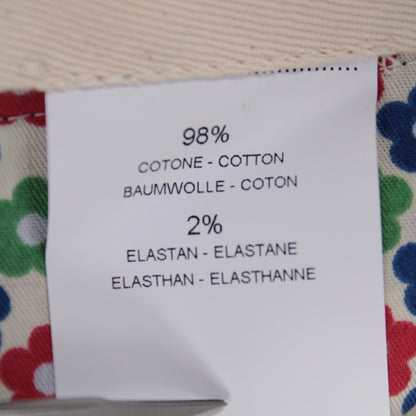 98%
COTONE - COTTON
BAUMWOLLE - COTON
2%
ELASTAN - ELASTANE
ELASTHAN - ELASTHANNE